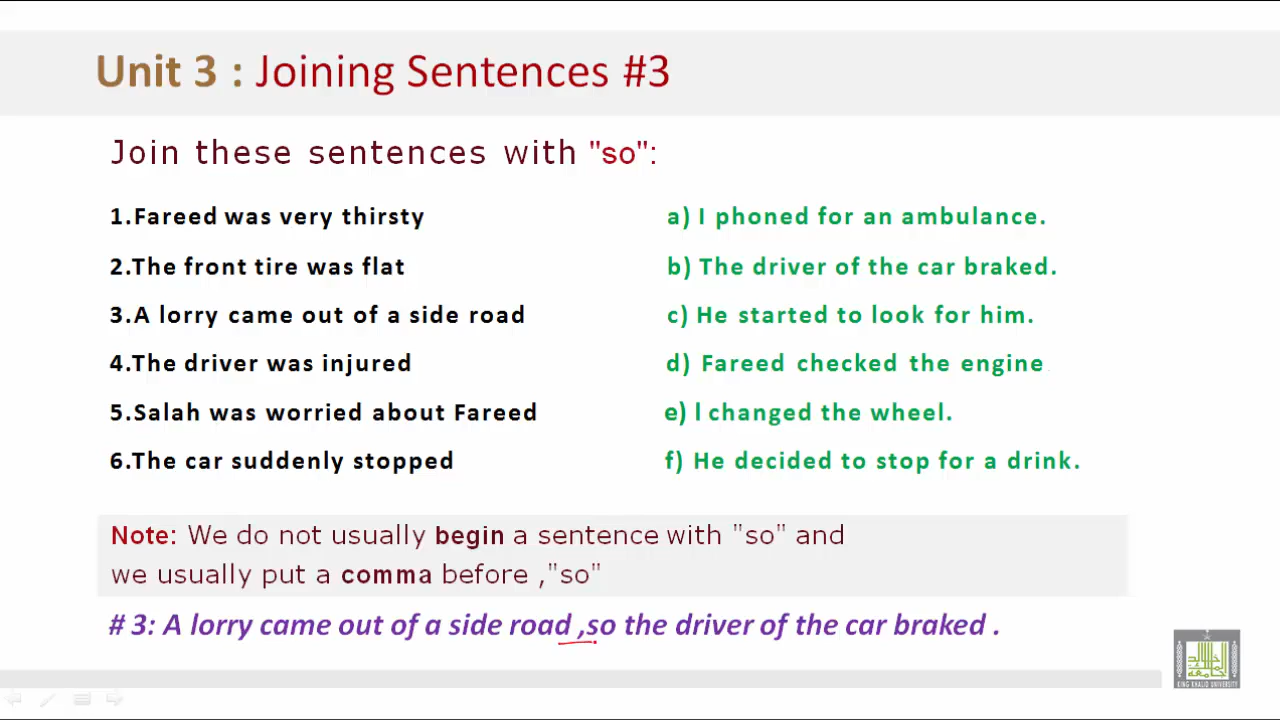 Unit 3 : Joining Sentences #3
Join these sentences with "so":
1.Fareed was very thirsty
a) I phoned for an ambulance.
2.The front tire was flat
b) The driver of the car braked.
3.A lorry came out of a side road
c) He started to look for him.
4.The driver was injured
d) Fareed checked the engine
5.Salah was worried about Fareed
e) l changed the wheel.
6.The car suddenly stopped
f) He decided to stop for a drink.
Note: We do not usually begin a sentence with "so" and
we usually put a comma before ,"so"
# 3: A lorry came out of a side road ,so the driver of the car braked .
KING KHALID UNIVERSITY